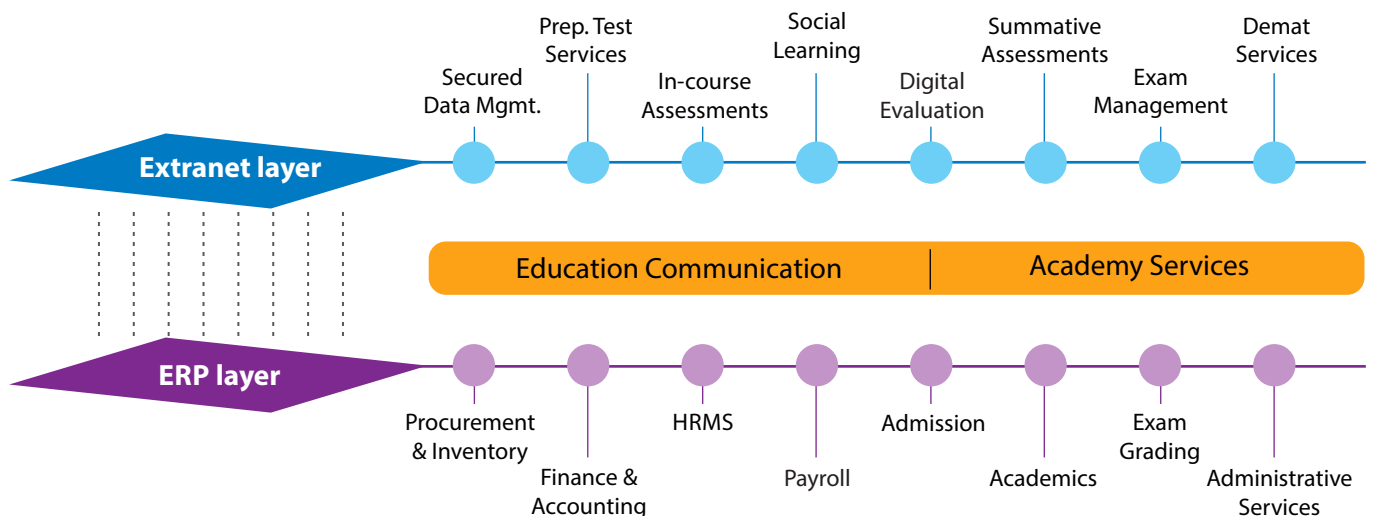 Secured
Data Mgmt.
Prep. Test
Services
In-course
Assessments
Social
Learning
Digital
Evaluation
Summative
Assessments
Exam
Management
Demat
Services
Extranet layer
Education Communication
Academy Services
ERP layer
Procurement
& Inventory
Finance &
Accounting
HRMS
Payroll
Admission
Academics
Exam
Grading
Administrative
Services